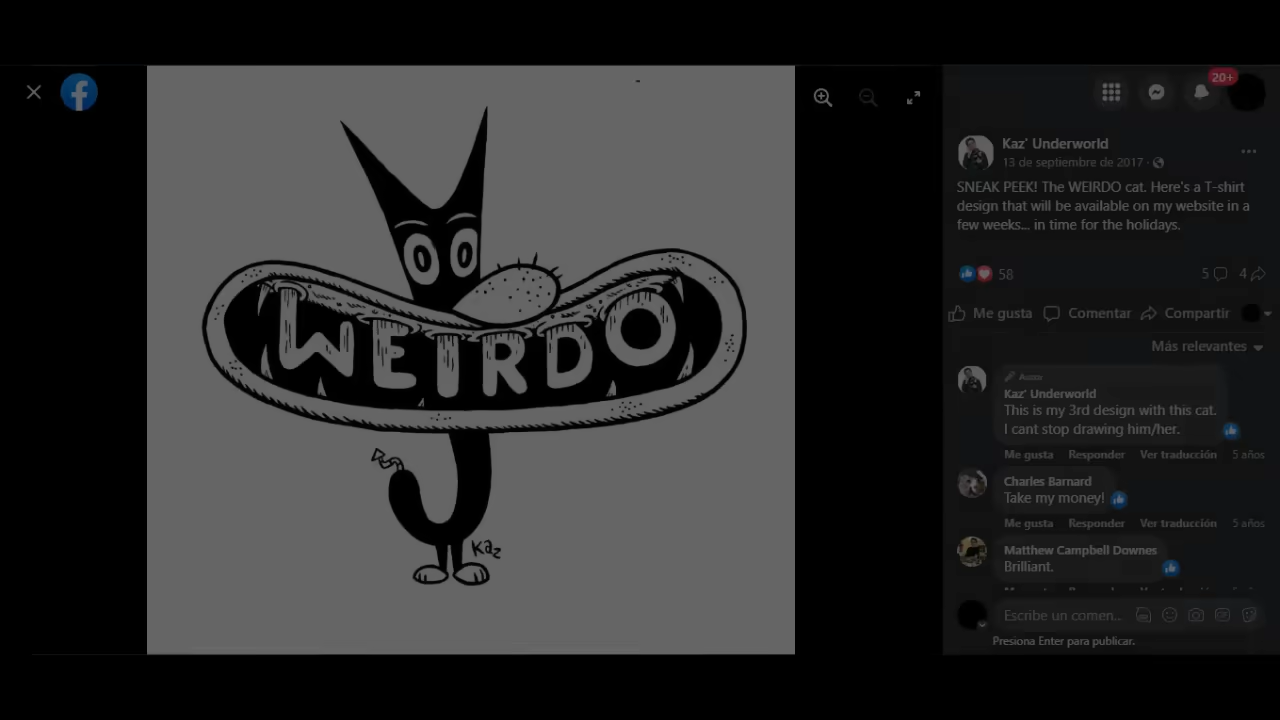 20+
Kaz' Underworld
13 de septiembre de 2017 ·
SNEAK PEEK! The WEIRDO cat. Here's a T-shirt
design that will be available on my website in a
few weeks... in time for the holidays.
58
5
4
Me gusta Comentar Compartir
Más relevantes
Autor
Kaz' Underworld
This is my 3rd design with this cat.
I cant stop drawing him/her.
Me gusta Responder Ver traducción 5 años
Charles Barnard
Take my money!
Me gusta Responder Ver traducción 5 años
Matthew Campbell Downes
Brilliant.
Escribe un comen...
Presiona Enter para publicar.
WEIRDO
Kaz